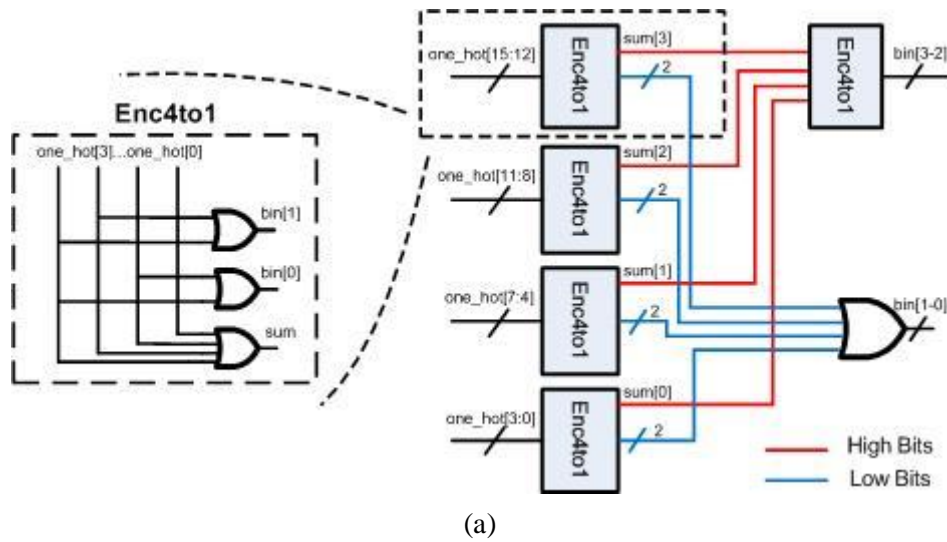 Enc4to1
one_hot[3]...one_hot[0]
bin[1]
bin[0]
sum
one_hot[15:12]
Enc4to1
sum[3]
2
Enc4to1
bin[3-2]
one_hot[11:8]
Enc4to1
sum[2]
2
one_hot[7:4]
Enc4to1
sum[1]
2
bin[1-0]
one_hot[3:0]
Enc4to1
sum[0]
2
High Bits
Low Bits
(a)